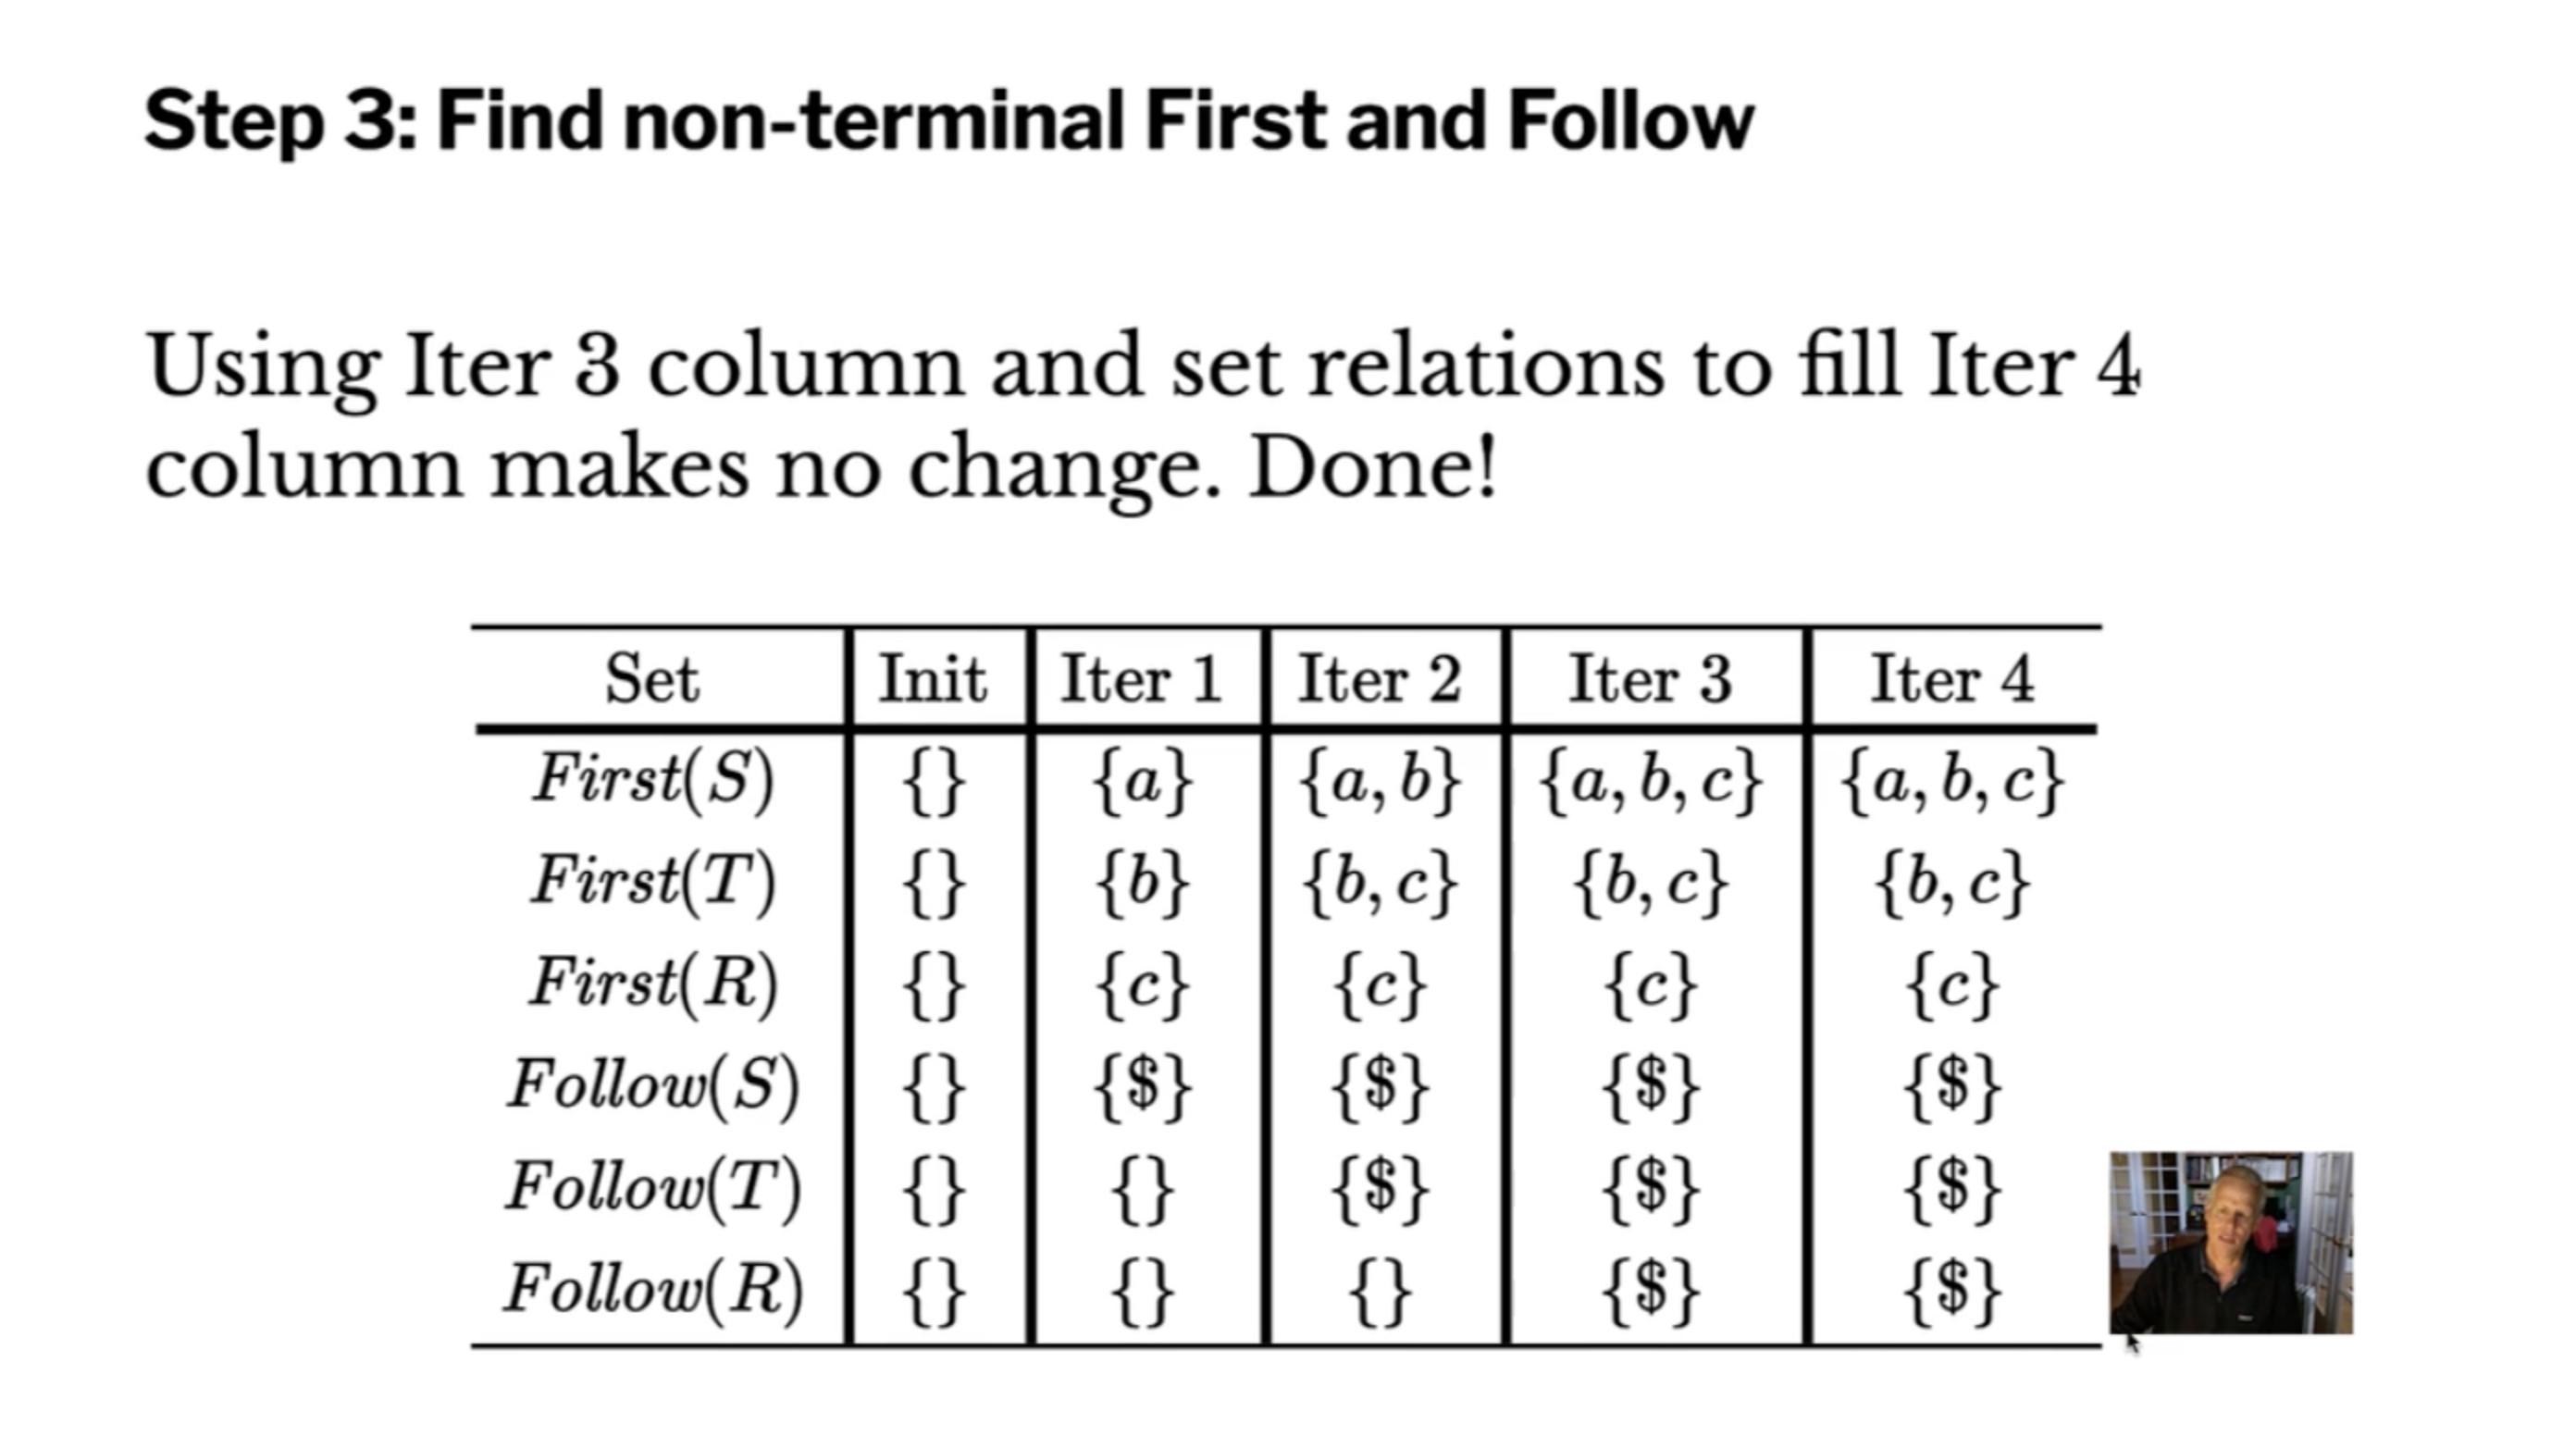 Step 3: Find non-terminal First and Follow
Using Iter 3 column and set relations to fill Iter 4
column makes no change. Done!
Set Init Iter 1 Iter 2 Iter 3 Iter 4
First(S) {} {a} {a, b} {a, b, c} {a, b, c}
First(T) {} {b} {b, c} {b, c} {b, c}
First(R) {} {c} {c} {c} {c}
Follow(S) {} {$} {$} {$} {$}
Follow(T) {} {} {$} {$} {$}
Follow(R) {} {} {} {$} {$}